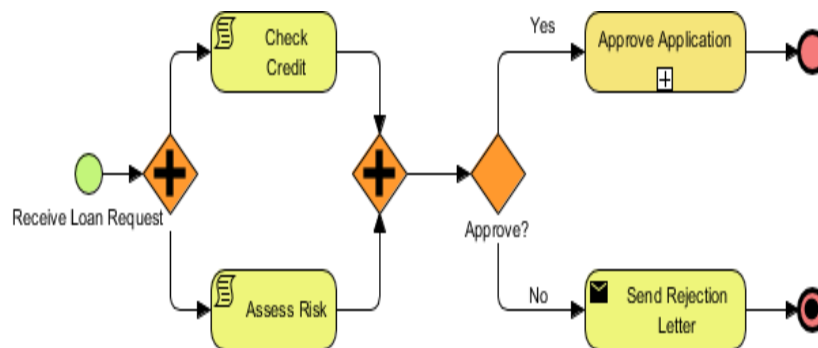 Check
Credit
Yes
Approve Application
Receive Loan Request
Approve?
Assess Risk
No
Send Rejection
Letter